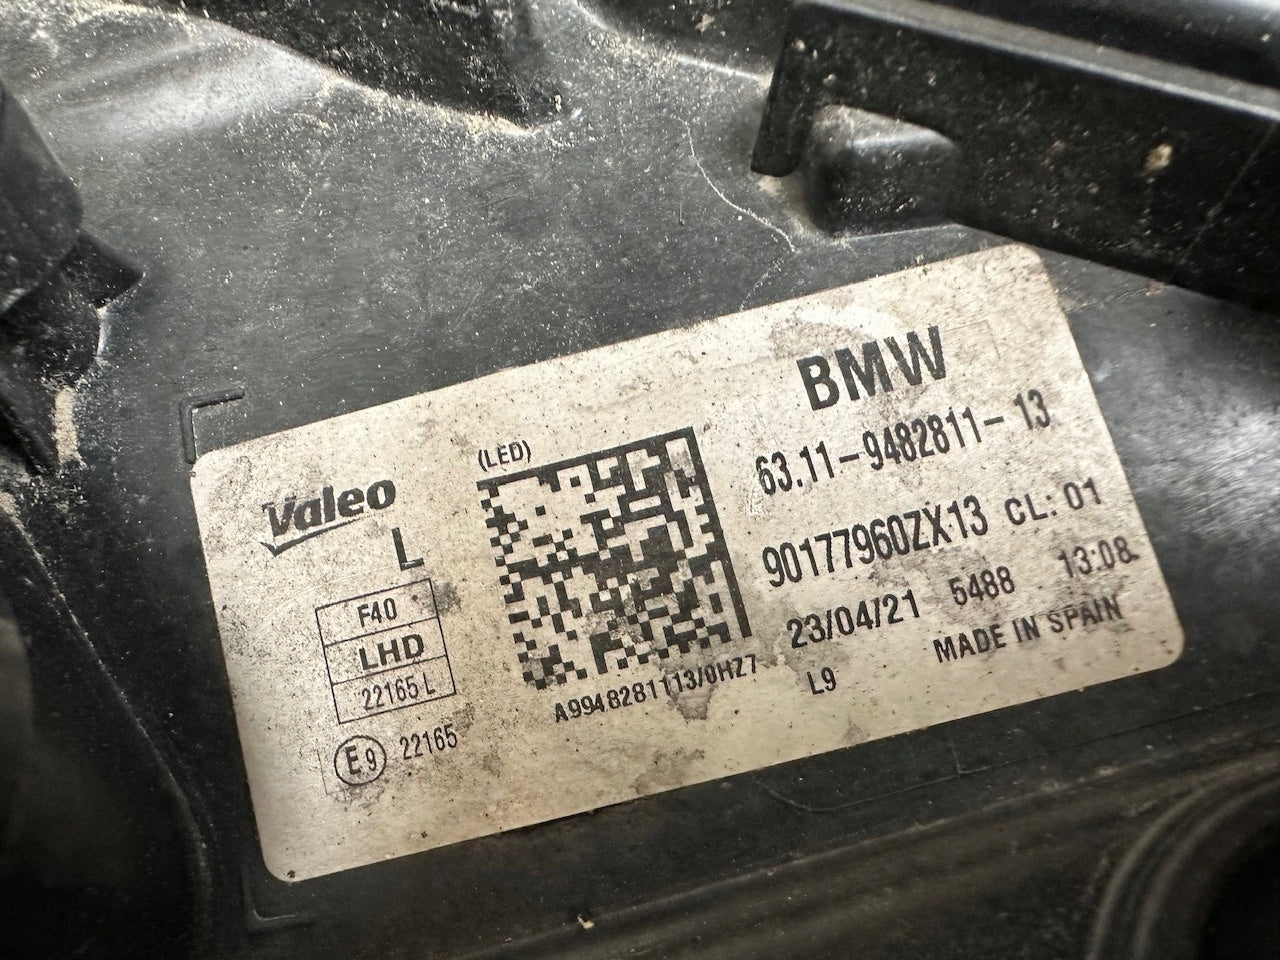 Valeo
L
F40
LHD
22165 L
E9 22165
(LED)
A9948281113/0HZ7
BMW
63.11-9482811-13
90177960ZX13 CL: 01
23/04/21 5488 13:08
L9 MADE IN SPAIN